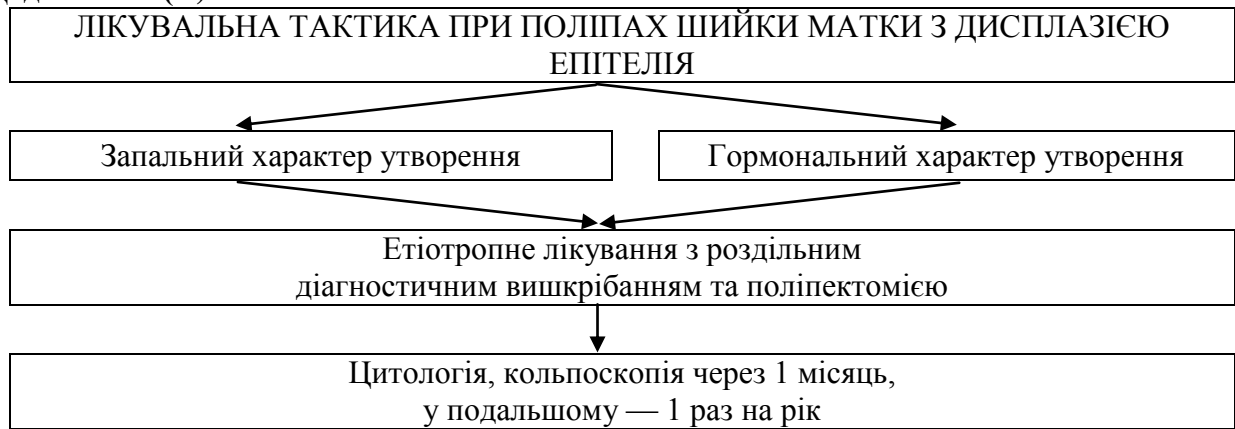 ЛІКУВАЛЬНА ТАКТИКА ПРИ ПОЛІПАХ ШИЙКИ МАТКИ З ДИСПЛАЗІЄЮ
ЕПІТЕЛІЯ
Запальний характер утворення
Гормональний характер утворення
Етіотропне лікування з роздільним
діагностичним вишкрібанням та поліпектомією
Цитологія, кольпоскопія через 1 місяць,
у подальшому — 1 раз на рік